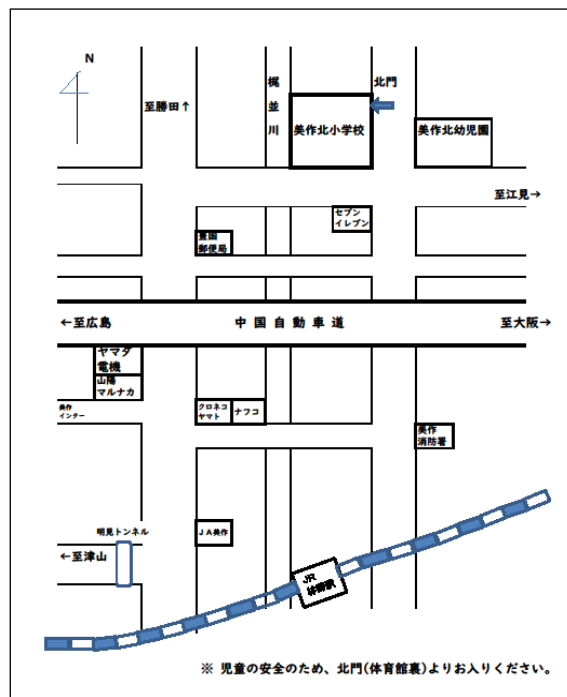 N
至勝田↑
梶並川
北門
美作北小学校
美作北幼児園
至江見→
セブン
イレブン
豊国
郵便局
←至広島
中国自動車道
至大阪→
ヤマダ
電機
山陽
マルナカ
美作
インター
クロネコ
ヤマト
ナフコ
美作
消防署
明見トンネル
JA美作
←至津山
JR
林野駅
※ 児童の安全のため、北門(体育館裏)よりお入りください。